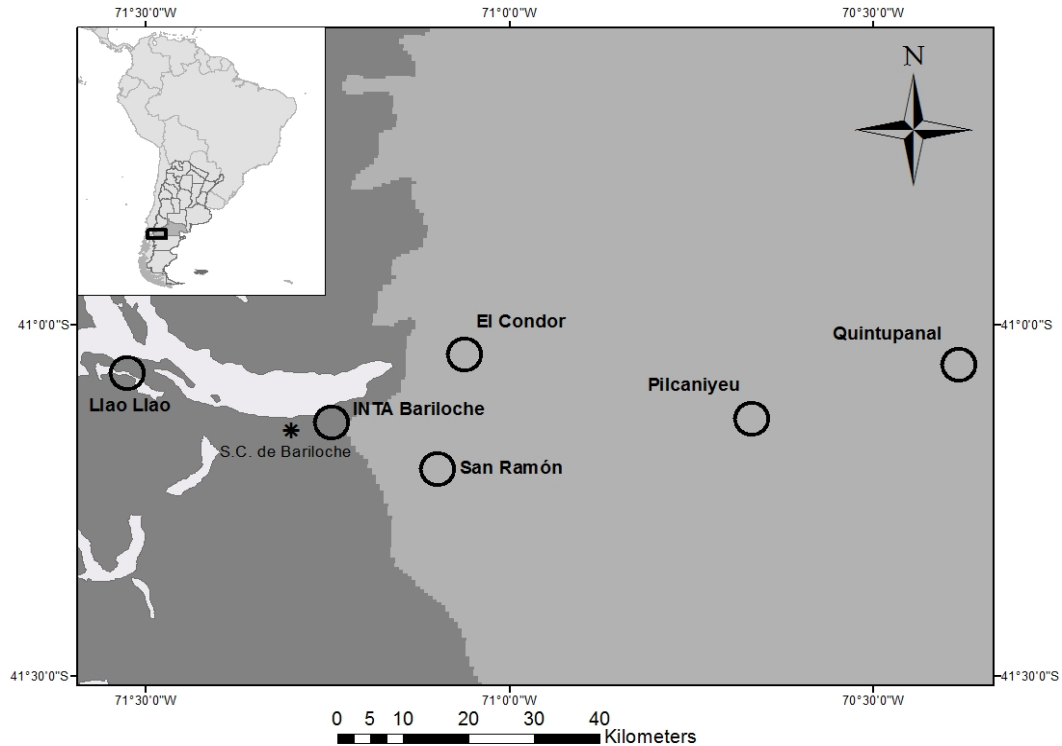 71°30'0"W 71°0'0"W 70°30'0"W
N
41°0'0"S 41°0'0"S
El Condor
Quintupanal
Pilcaniyeu
Llao Llao
INTA Bariloche
S.C. de Bariloche
San Ramón
41°30'0"S 41°30'0"S
71°30'0"W 71°0'0"W 70°30'0"W
0 5 10 20 30 40
Kilometers